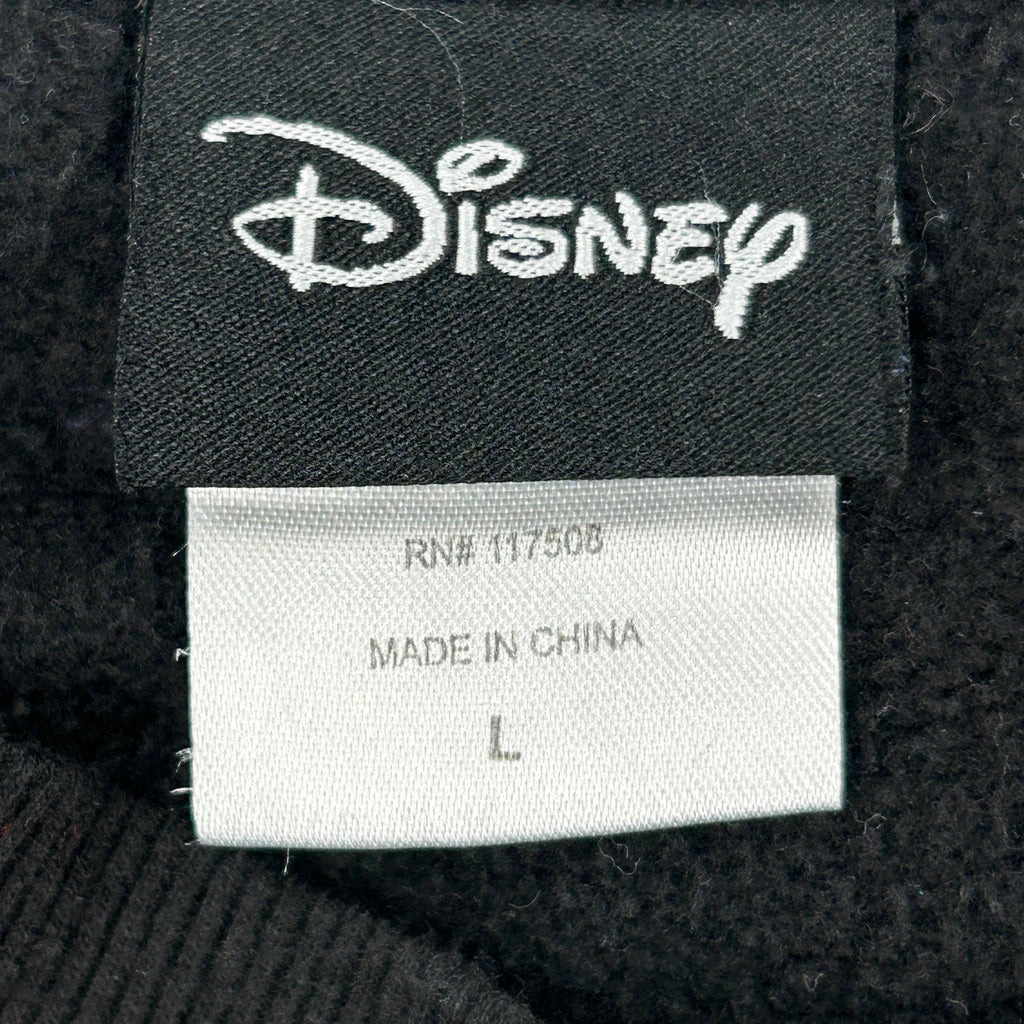 Disney
RN# 117508
MADE IN CHINA
L